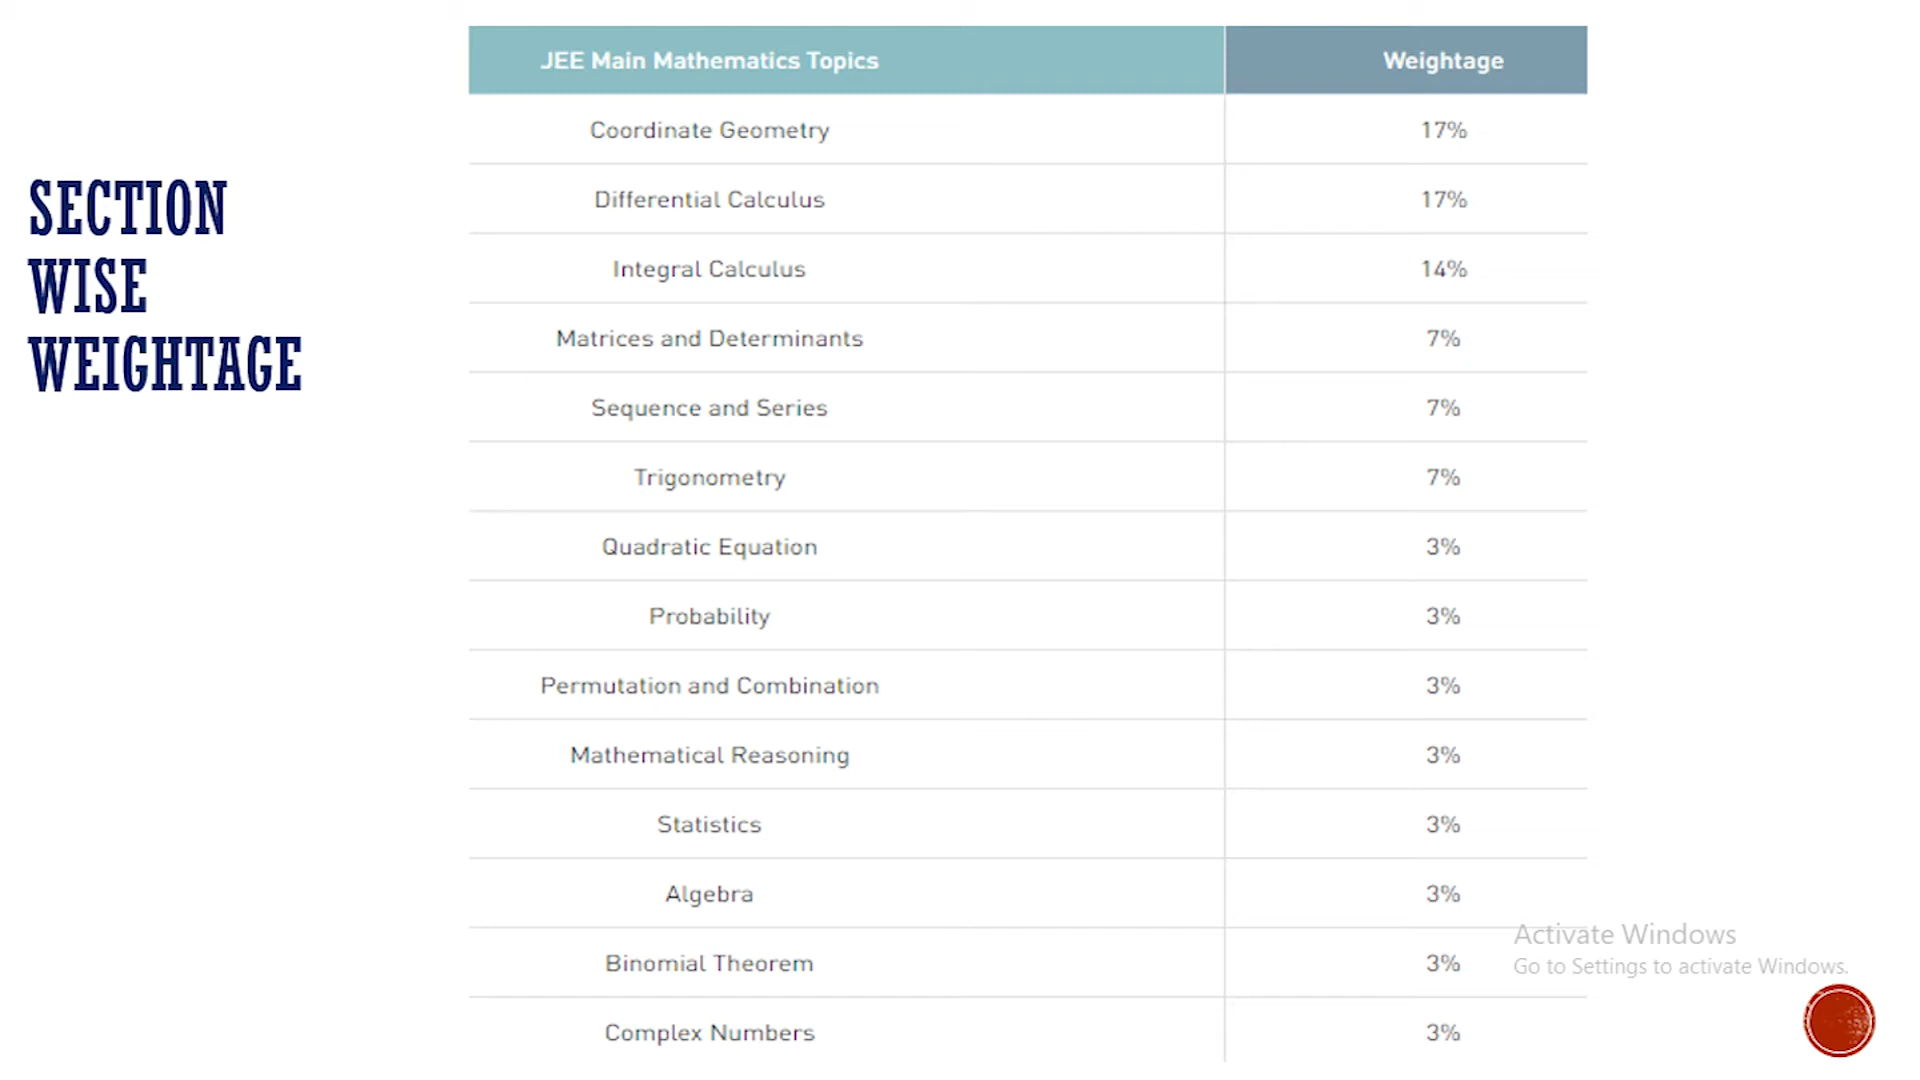 SECTION
WISE
WEIGHTAGE
JEE Main Mathematics Topics Weightage
Coordinate Geometry 17%
Differential Calculus 17%
Integral Calculus 14%
Matrices and Determinants 7%
Sequence and Series 7%
Trigonometry 7%
Quadratic Equation 3%
Probability 3%
Permutation and Combination 3%
Mathematical Reasoning 3%
Statistics 3%
Algebra 3%
Binomial Theorem 3%
Complex Numbers 3%
Activate Windows
Go to Settings to activate Windows.